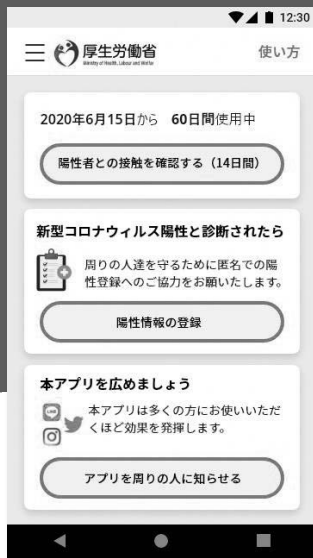 12:30
厚生労働省
Ministry of Health, Labour and Welfare
使い方
2020年6月15日から 60日間使用中
陽性者との接触を確認する（14日間）
新型コロナウィルス陽性と診断されたら
周りの人達を守るために匿名での陽
性登録へのご協力をお願いいたします。
陽性情報の登録
本アプリを広めましょう
本アプリは多くの方にお使いいただ
くほど効果を発揮します。
LINE
アプリを周りの人に知らせる